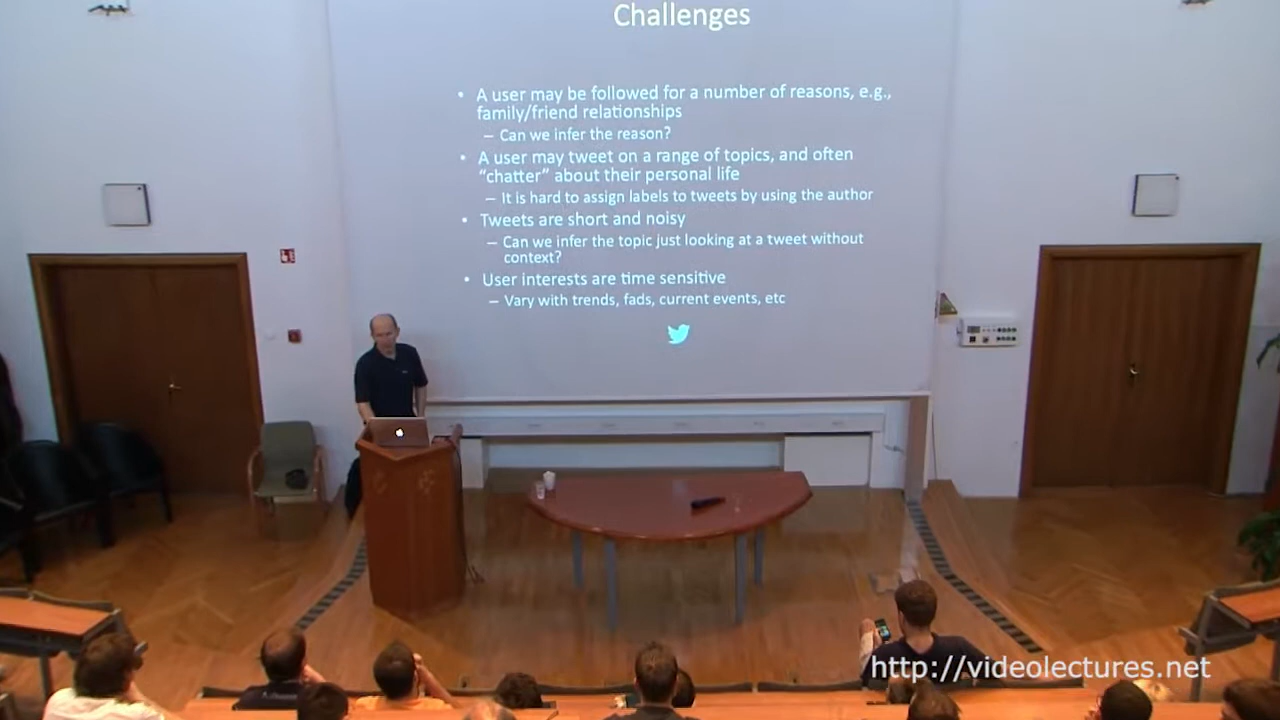 Challenges
• A user may be followed for a number of reasons, e.g.,
family/friend relationships
– Can we infer the reason?
• A user may tweet on a range of topics, and often
“chatter” about their personal life
– It is hard to assign labels to tweets by using the author
• Tweets are short and noisy
– Can we infer the topic just looking at a tweet without
context?
• User interests are time sensitive
– Vary with trends, fads, current events, etc
http://videolectures.net